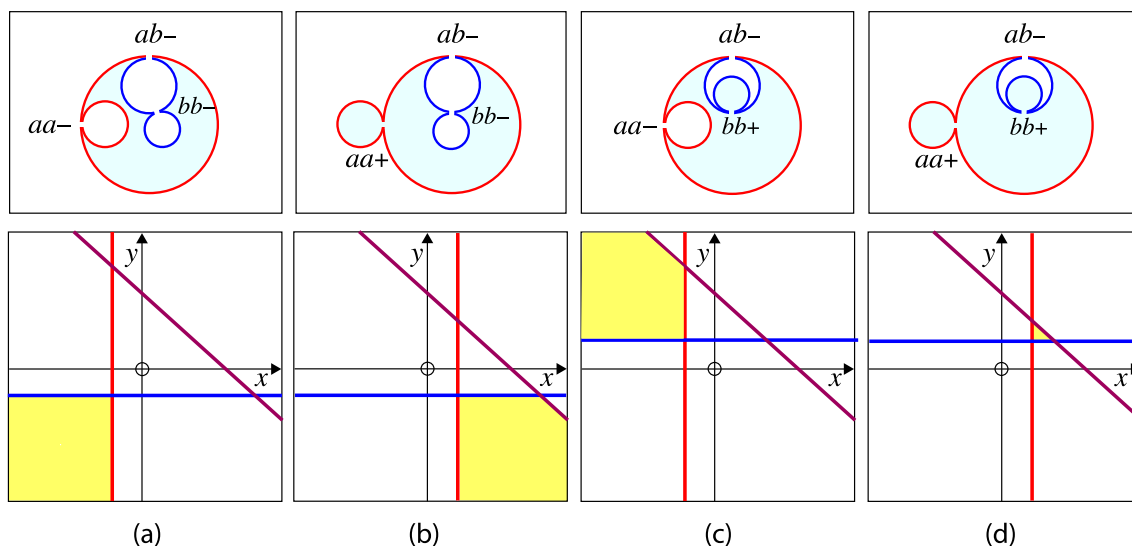 ab– ab– ab– ab–
aa– bb– aa+ bb– aa– bb+ aa+ bb+
y y y y
x x x x
(a) (b) (c) (d)